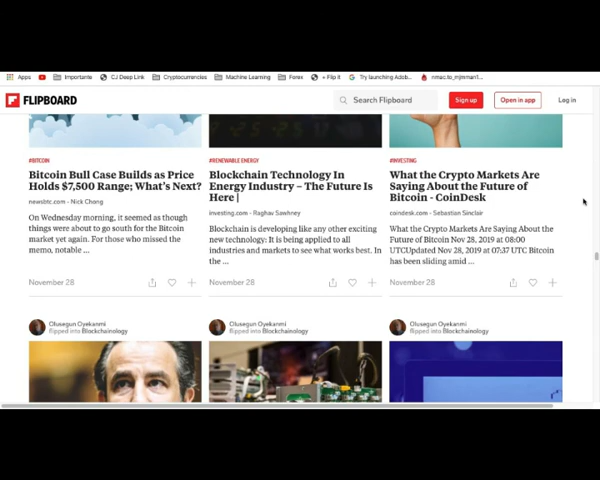 Apps Importante CJ Deep Link Cryptocurrencies Machine Learning Forex + Flip It Try launching Adob...
FLIPBOARD Search Flipboard Sign up Open in app Log in
#BITCOIN
Bitcoin Bull Case Builds as Price
Holds $7,500 Range; What's Next?
newsbtc.com - Nick Chong
On Wednesday morning, it seemed as though
things were about to go south for the Bitcoin
market yet again. For those who missed the
memo, notable ...
November 28
#RENEWABLE ENERGY
Blockchain Technology In
Energy Industry – The Future Is
Here |
investing.com - Raghav Sawhney
Blockchain is developing like any other exciting
new technology: It is being applied to all
industries and markets to see what works best. In
the ...
November 28
#INVESTING
What the Crypto Markets Are
Saying About the Future of
Bitcoin - CoinDesk
coindesk.com - Sebastian Sinclair
What the Crypto Markets Are Saying About the
Future of Bitcoin Nov 28, 2019 at 08:00
UTCUpdated Nov 28, 2019 at 07:37 UTC Bitcoin
has been sliding amid ...
November 28
Olusegun Oyekanmi
flipped into Blockchainology
Olusegun Oyekanmi
flipped into Blockchainology
Olusegun Oyekanmi
flipped into Blockchainology